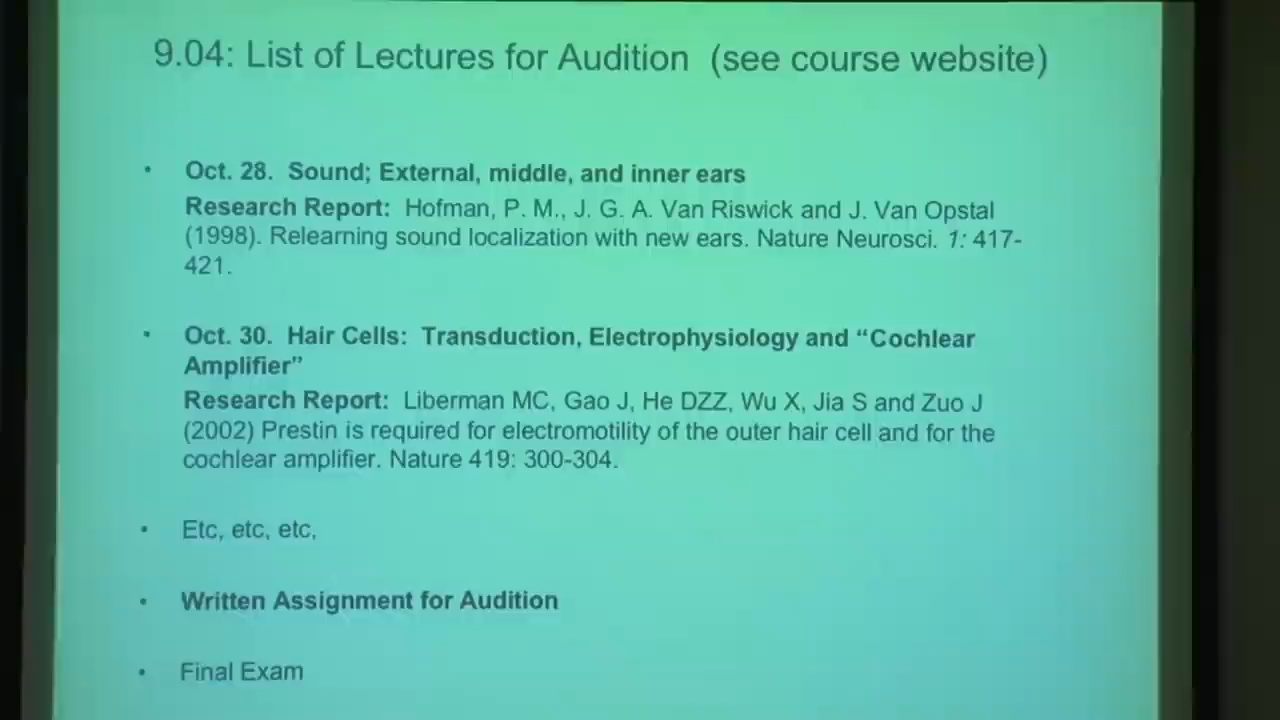 9.04: List of Lectures for Audition (see course website)
• Oct. 28. Sound; External, middle, and inner ears
Research Report: Hofman, P. M., J. G. A. Van Riswick and J. Van Opstal
(1998). Relearning sound localization with new ears. Nature Neurosci. 1: 417-
421.
• Oct. 30. Hair Cells: Transduction, Electrophysiology and “Cochlear
Amplifier”
Research Report: Liberman MC, Gao J, He DZZ, Wu X, Jia S and Zuo J
(2002) Prestin is required for electromotility of the outer hair cell and for the
cochlear amplifier. Nature 419: 300-304.
• Etc, etc, etc,
• Written Assignment for Audition
• Final Exam